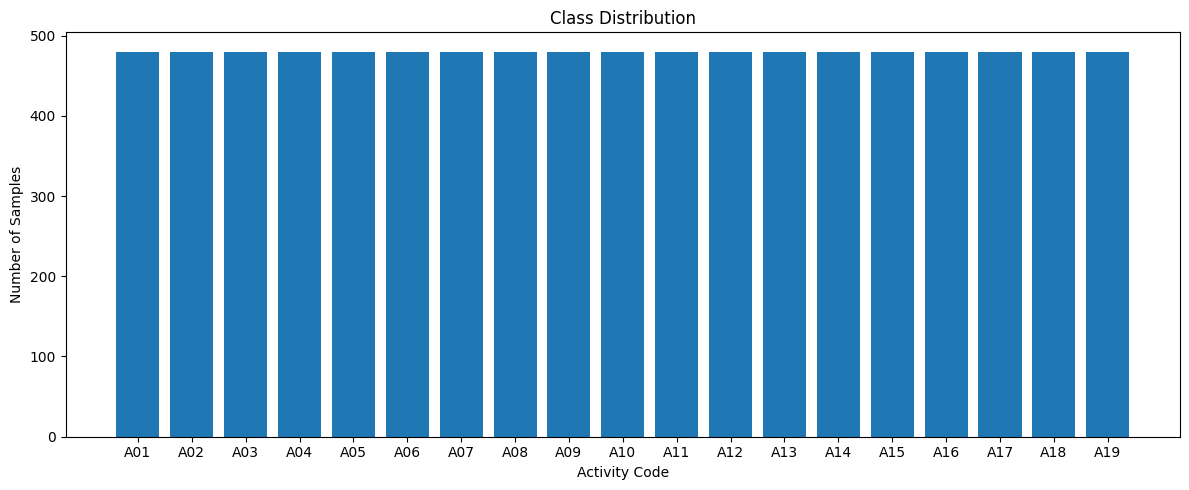 Class Distribution
500
400
300
200
100
0
Number of Samples
A01 A02 A03 A04 A05 A06 A07 A08 A09 A10 A11 A12 A13 A14 A15 A16 A17 A18 A19
Activity Code